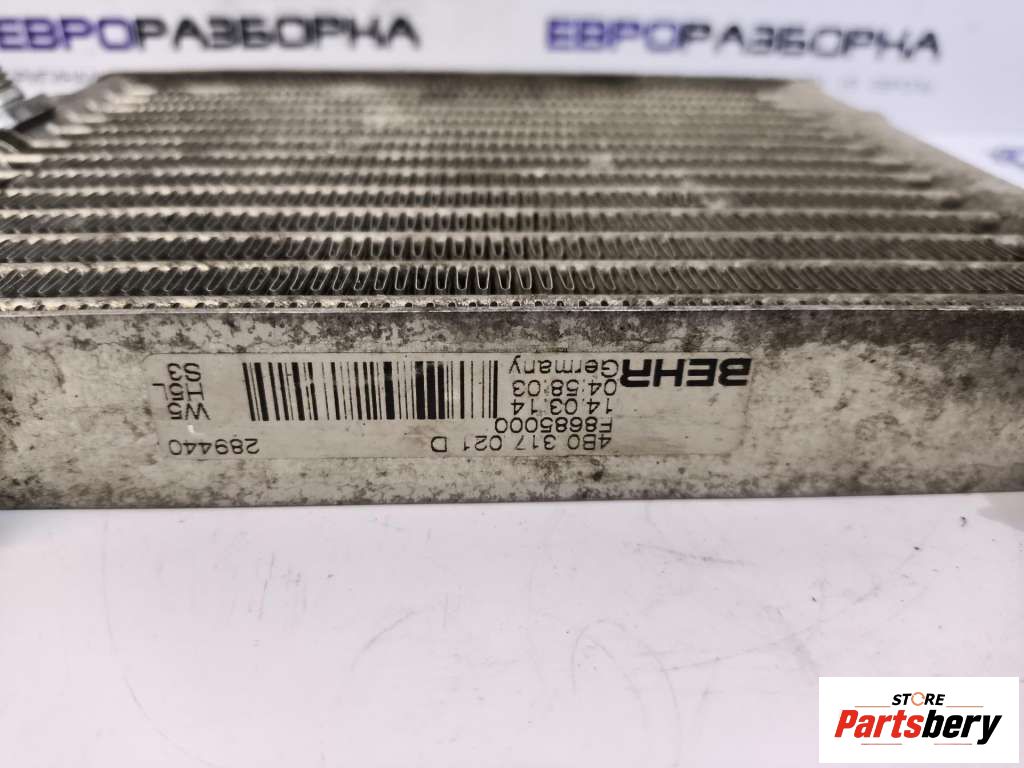 ЕВРОРАЗБОРКА
ЕВРОРАЗБОРКА
4B0 317 021 D
F8685000
14.03.14
04:58:03
Germany
BEHR
289440
W5
H5L
S3
H
STORE
Partsbery